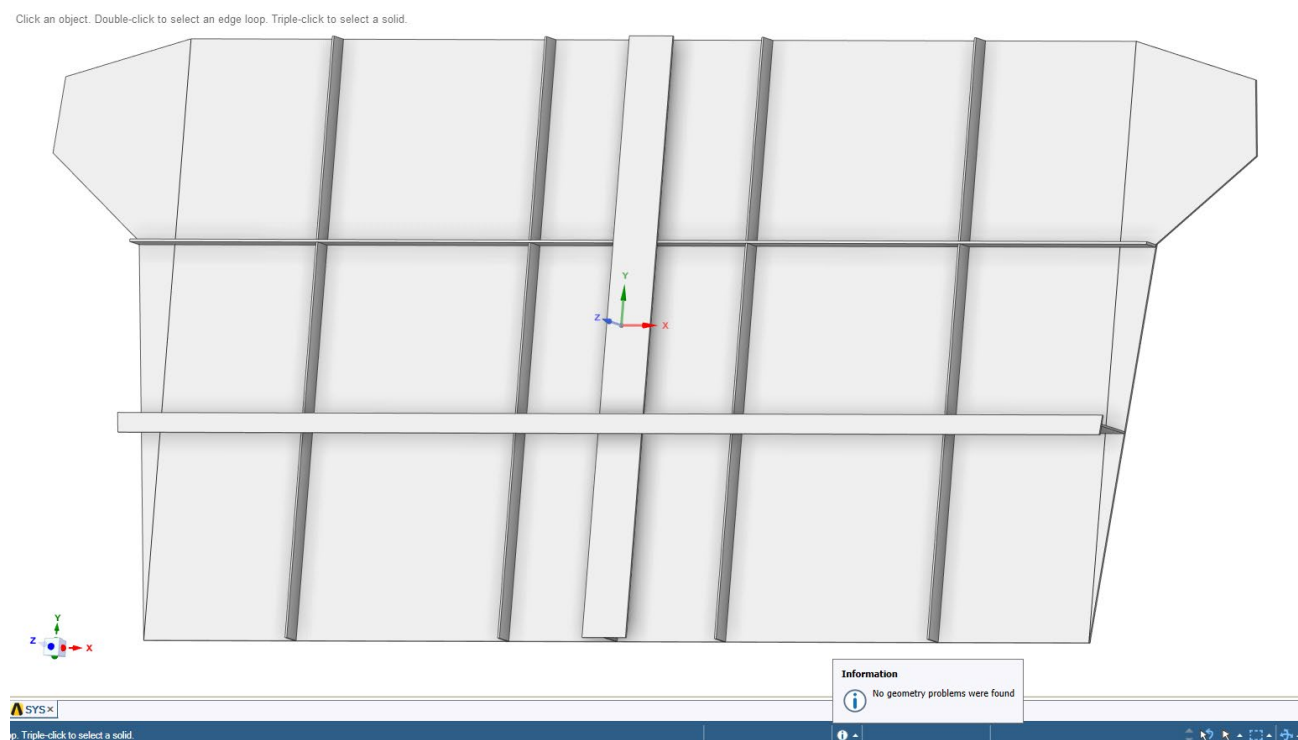 Click an object. Double-click to select an edge loop. Triple-click to select a solid.
Y
Z
X
Y
Z
X
Information
No geometry problems were found
SYS×
p. Triple-click to select a solid.